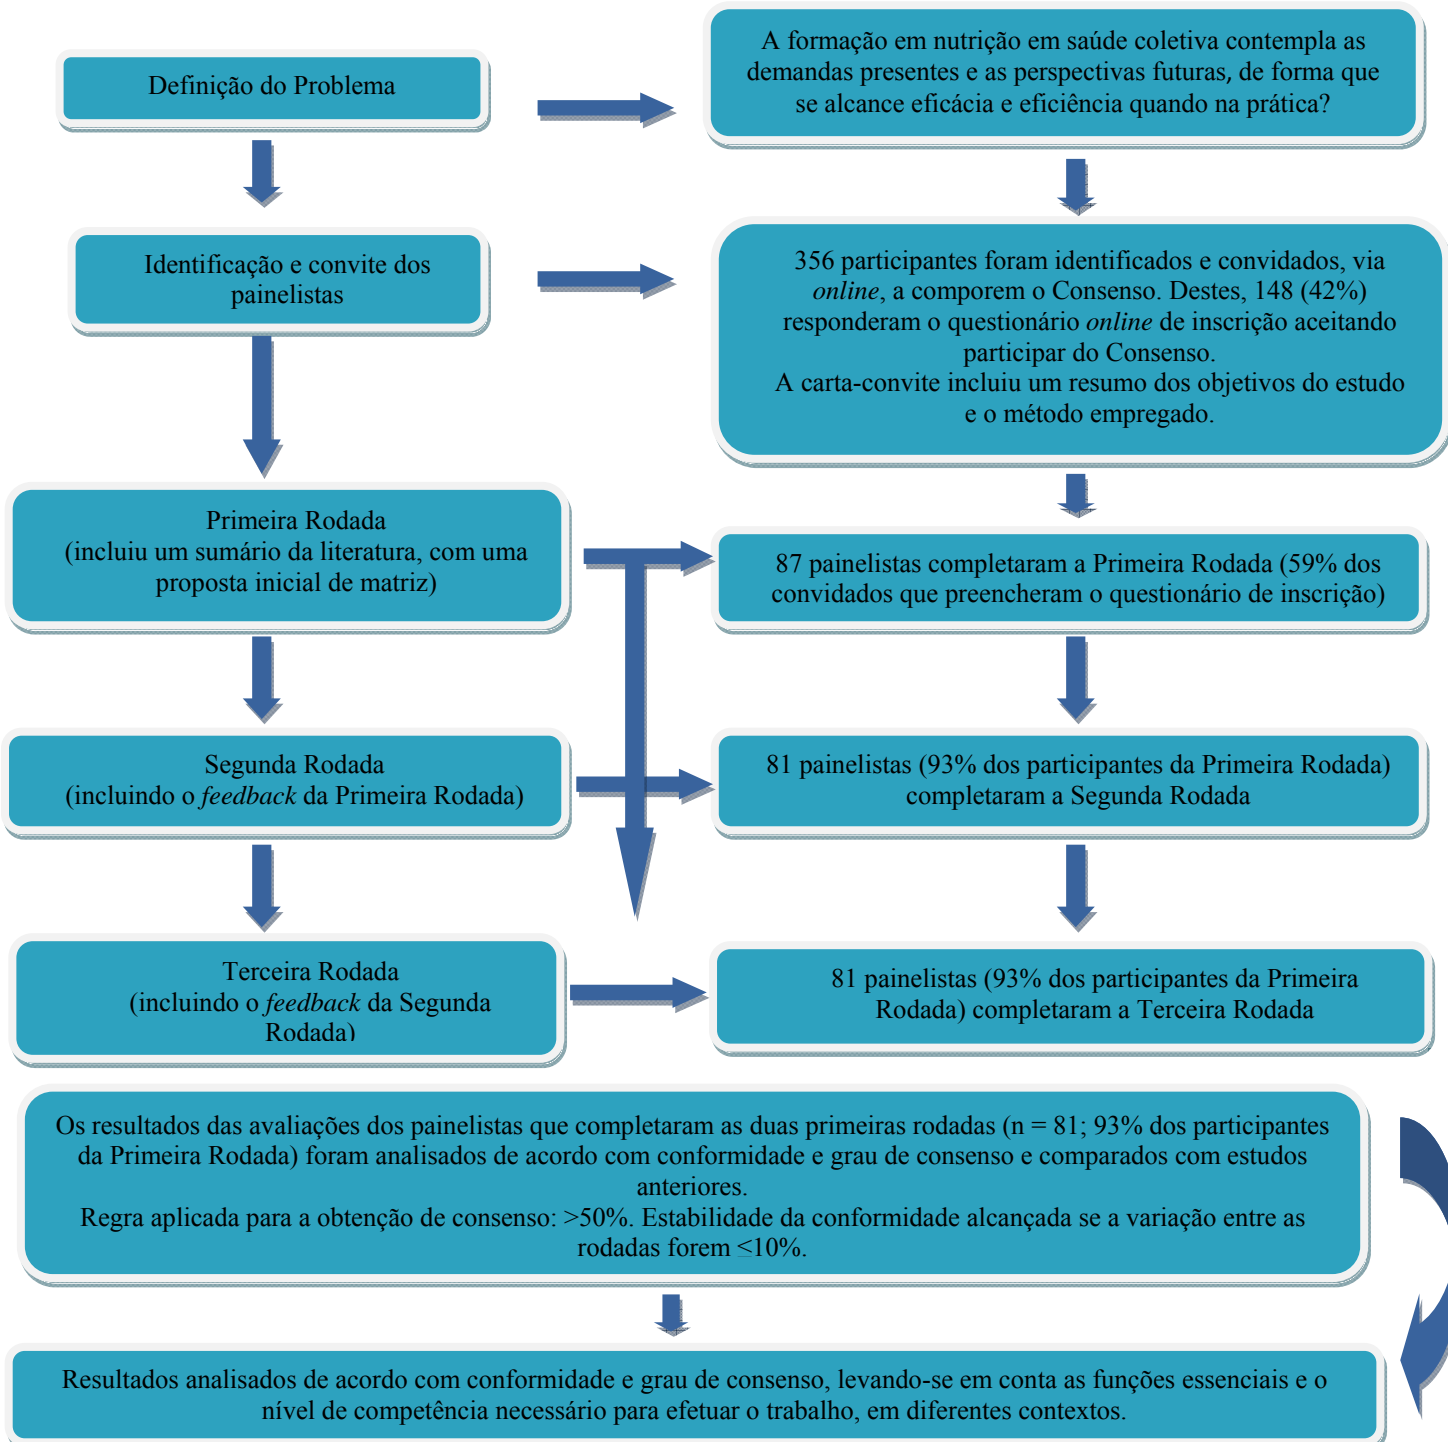 Definição do Problema
A formação em nutrição em saúde coletiva contempla as
demandas presentes e as perspectivas futuras, de forma que
se alcance eficácia e eficiência quando na prática?
Identificação e convite dos
painelistas
356 participantes foram identificados e convidados, via
online, a comporem o Consenso. Destes, 148 (42%)
responderam o questionário online de inscrição aceitando
participar do Consenso.
A carta-convite incluiu um resumo dos objetivos do estudo
e o método empregado.
Primeira Rodada
(incluiu um sumário da literatura, com uma
proposta inicial de matriz)
87 painelistas completaram a Primeira Rodada (59% dos
convidados que preencheram o questionário de inscrição)
Segunda Rodada
(incluindo o feedback da Primeira Rodada)
81 painelistas (93% dos participantes da Primeira Rodada)
completaram a Segunda Rodada
Terceira Rodada
(incluindo o feedback da Segunda
Rodada)
81 painelistas (93% dos participantes da Primeira
Rodada) completaram a Terceira Rodada
Os resultados das avaliações dos painelistas que completaram as duas primeiras rodadas (n = 81; 93% dos participantes
da Primeira Rodada) foram analisados de acordo com conformidade e grau de consenso e comparados com estudos
anteriores.
Regra aplicada para a obtenção de consenso: >50%. Estabilidade da conformidade alcançada se a variação entre as
rodadas forem ≤10%.
Resultados analisados de acordo com conformidade e grau de consenso, levando-se em conta as funções essenciais e o
nível de competência necessário para efetuar o trabalho, em diferentes contextos.